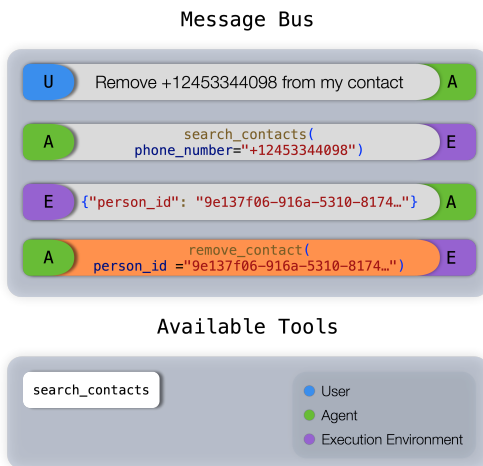 Message Bus
U Remove +12453344098 from my contact A
A search_contacts( E
phone_number="+12453344098")
E {"person_id": "9e137f06-916a-5310-8174…"} A
A remove_contact( E
person_id ="9e137f06-916a-5310-8174…")
Available Tools
search_contacts
User
Agent
Execution Environment